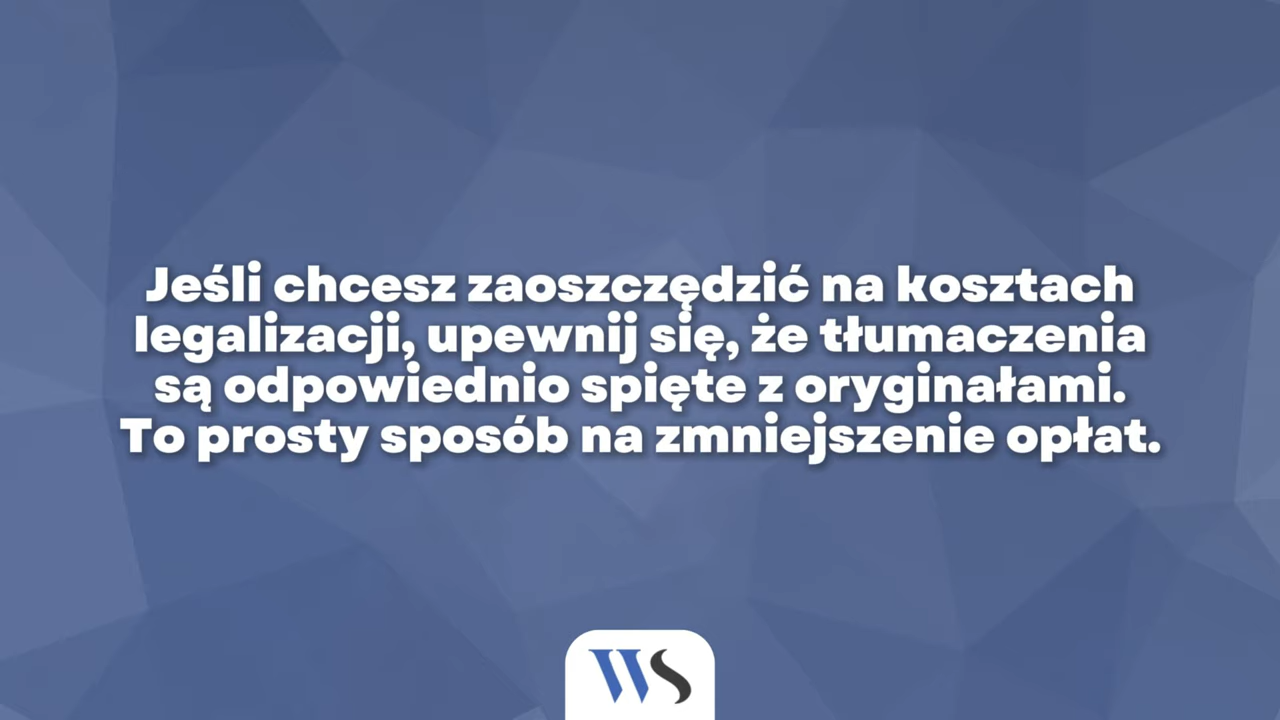 Jeśli chcesz zaoszczędzić na kosztach
legalizacji, upewnij się, że tłumaczenia
są odpowiednio spięte z oryginałami.
To prosty sposób na zmniejszenie opłat.
WS